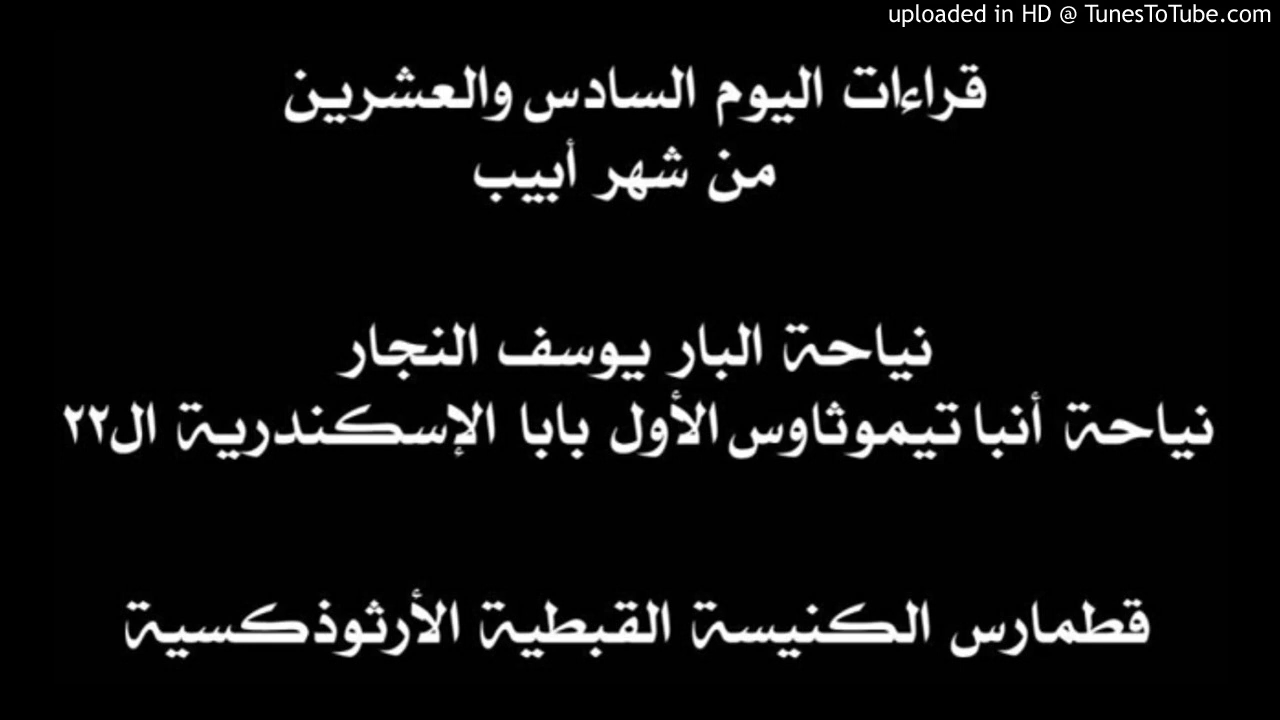 uploaded in HD @ TunesToTube.com
قراءات اليوم السادس والعشرين
من شهر أبيب
نياحة البار يوسف النجار
نياحة أنبا تيموثاوس الأول بابا الإسكندرية ال٢٢
قطمارس الكنيسة القبطية الأرثوذكسية